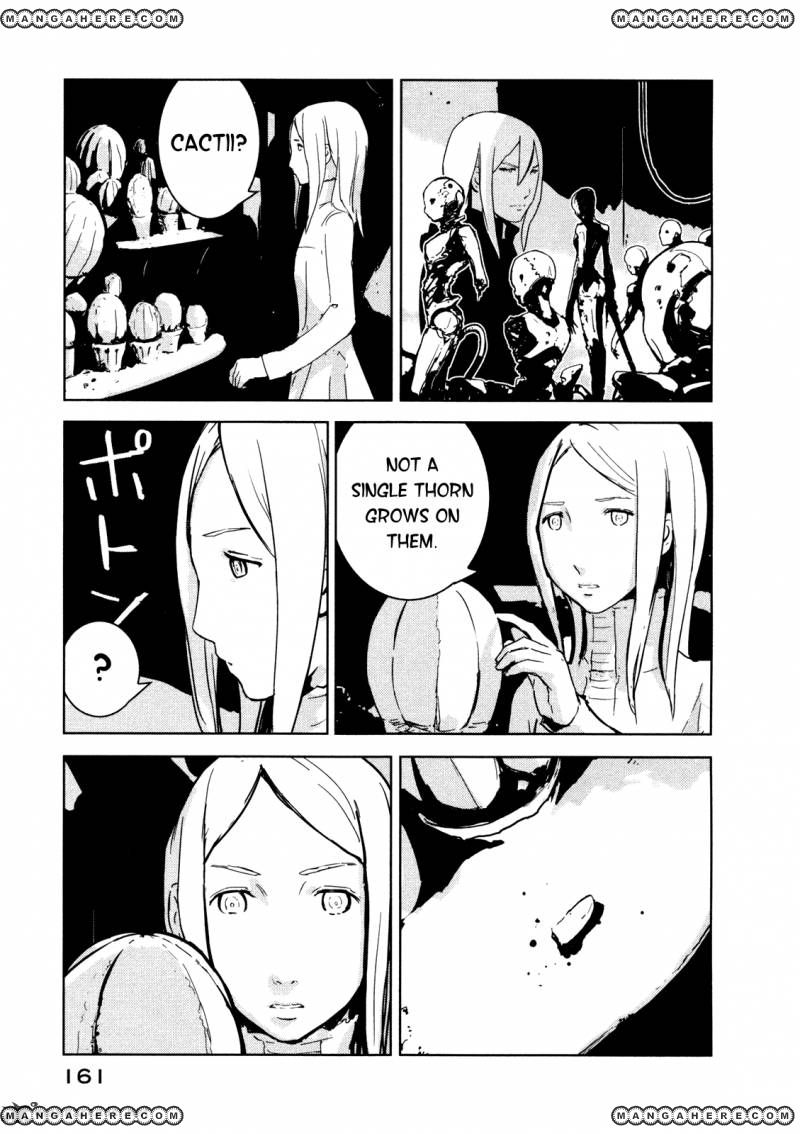 MANGAHERE.COM
MANGAHERE.COM
CACTII?
NOT A
SINGLE THORN
GROWS ON
THEM.
ポトン
?
161
MANGAHERE.COM
MANGAHERE.COM